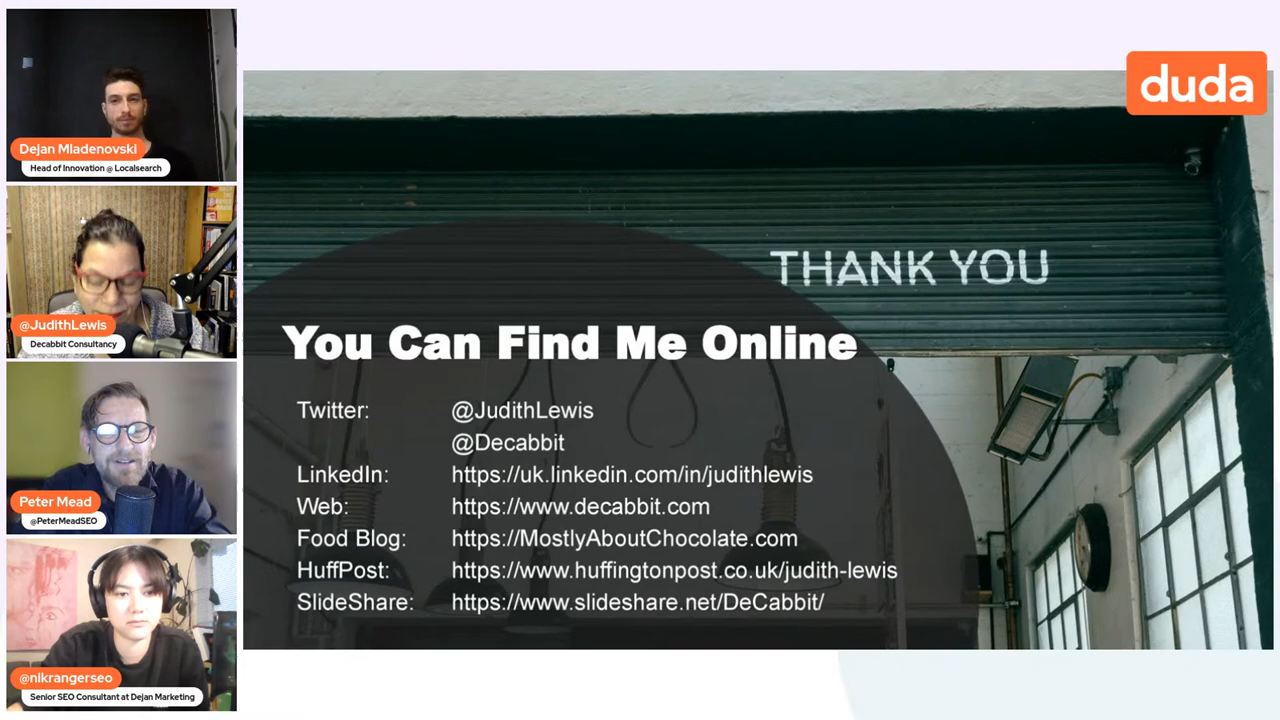 Dejan Mladenovski
Head of Innovation @ Localsearch
@JudithLewis
Decabbit Consultancy
Peter Mead
@PeterMeadSEO
@nikrangerseo
Senior SEO Consultant at Dejan Marketing
duda
THANK YOU
You Can Find Me Online
Twitter: @JudithLewis
@Decabbit
LinkedIn: https://uk.linkedin.com/in/judithlewis
Web: https://www.decabbit.com
Food Blog: https://MostlyAboutChocolate.com
HuffPost: https://www.huffingtonpost.co.uk/judith-lewis
SlideShare: https://www.slideshare.net/DeCabbit/